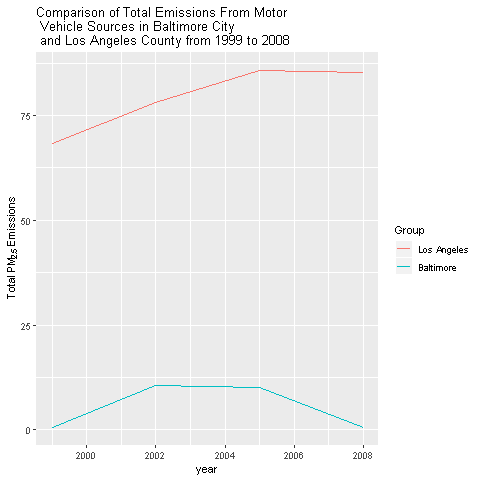 Comparison of Total Emissions From Motor
Vehicle Sources in Baltimore City
and Los Angeles County from 1999 to 2008
75
50
25
0
Total PM2.5 Emissions
2000 2002 2004 2006 2008
year
Group
Los Angeles
Baltimore